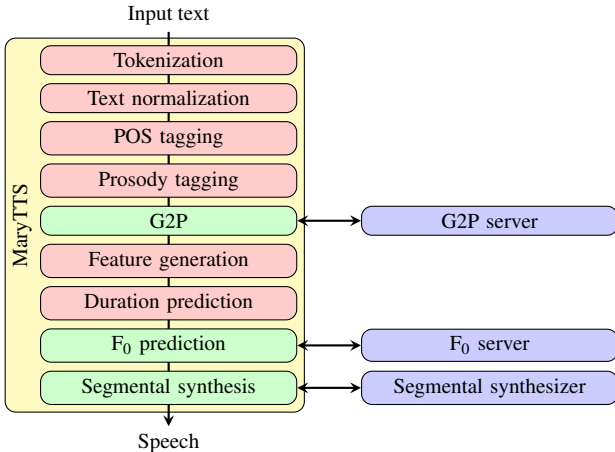 Input text
MaryTTS
Tokenization
Text normalization
POS tagging
Prosody tagging
G2P
G2P server
Feature generation
Duration prediction
F₀ prediction
F₀ server
Segmental synthesis
Segmental synthesizer
Speech